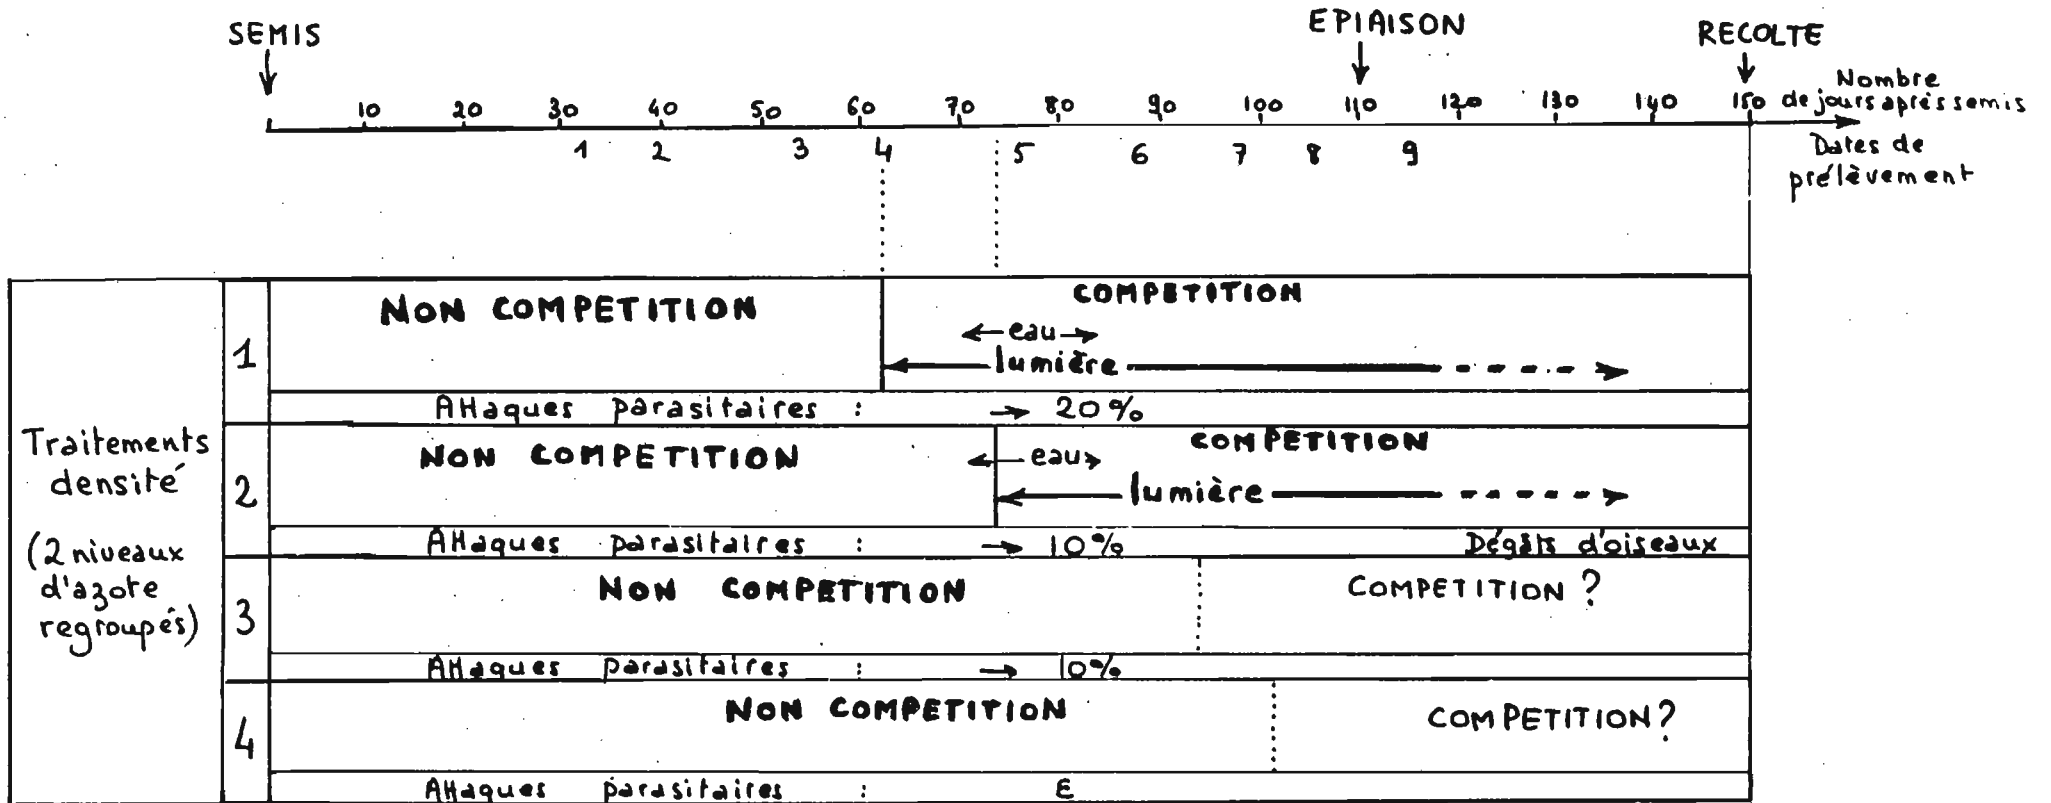 SEMIS
EPIAISON
RECOLTE
10 20 30 40 50 60 70 80 90 100 110 120 130 140 150
Nombre
de jours après semis
1 2 3 4 5 6 7 8 9
Dates de
prélèvement
Traitements
densité
(2 niveaux
d'azote
regroupés)
1
NON COMPETITION
COMPETITION
eau
lumière
Attaques parasitaires : → 20%
2
NON COMPETITION
COMPETITION
eau
lumière
Attaques parasitaires : → 10% Dégâts d'oiseaux
3
NON COMPETITION
COMPETITION ?
Attaques parasitaires : → 10%
4
NON COMPETITION
COMPETITION ?
Attaques parasitaires : ε